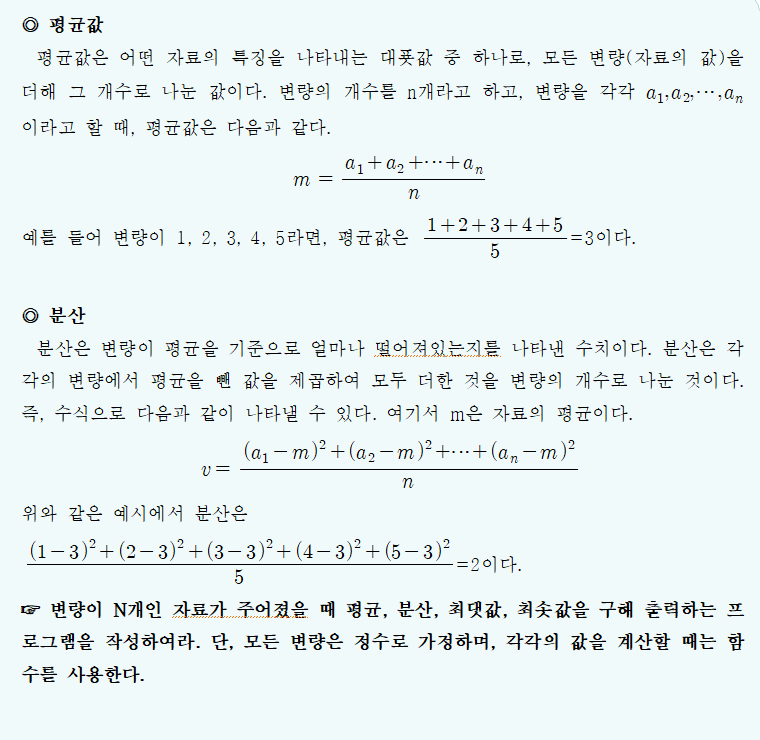 ◎ 평균값
평균값은 어떤 자료의 특징을 나타내는 대푯값 중 하나로, 모든 변량(자료의 값)을
더해 그 개수로 나눈 값이다. 변량의 개수를 n개라고 하고, 변량을 각각 a₁,a₂,⋯,aₙ
이라고 할 때, 평균값은 다음과 같다.
m = (a₁+a₂+⋯+aₙ)/n
예를 들어 변량이 1, 2, 3, 4, 5라면, 평균값은 (1+2+3+4+5)/5=3이다.
◎ 분산
분산은 변량이 평균을 기준으로 얼마나 떨어져있는지를 나타낸 수치이다. 분산은 각
각의 변량에서 평균을 뺀 값을 제곱하여 모두 더한 것을 변량의 개수로 나눈 것이다.
즉, 수식으로 다음과 같이 나타낼 수 있다. 여기서 m은 자료의 평균이다.
v = ((a₁-m)²+(a₂-m)²+⋯+(aₙ-m)²)/n
위와 같은 예시에서 분산은
((1-3)²+(2-3)²+(3-3)²+(4-3)²+(5-3)²)/5=2이다.
☞ 변량이 N개인 자료가 주어졌을 때 평균, 분산, 최댓값, 최솟값을 구해 출력하는 프
로그램을 작성하여라. 단, 모든 변량은 정수로 가정하며, 각각의 값을 계산할 때는 함
수를 사용한다.